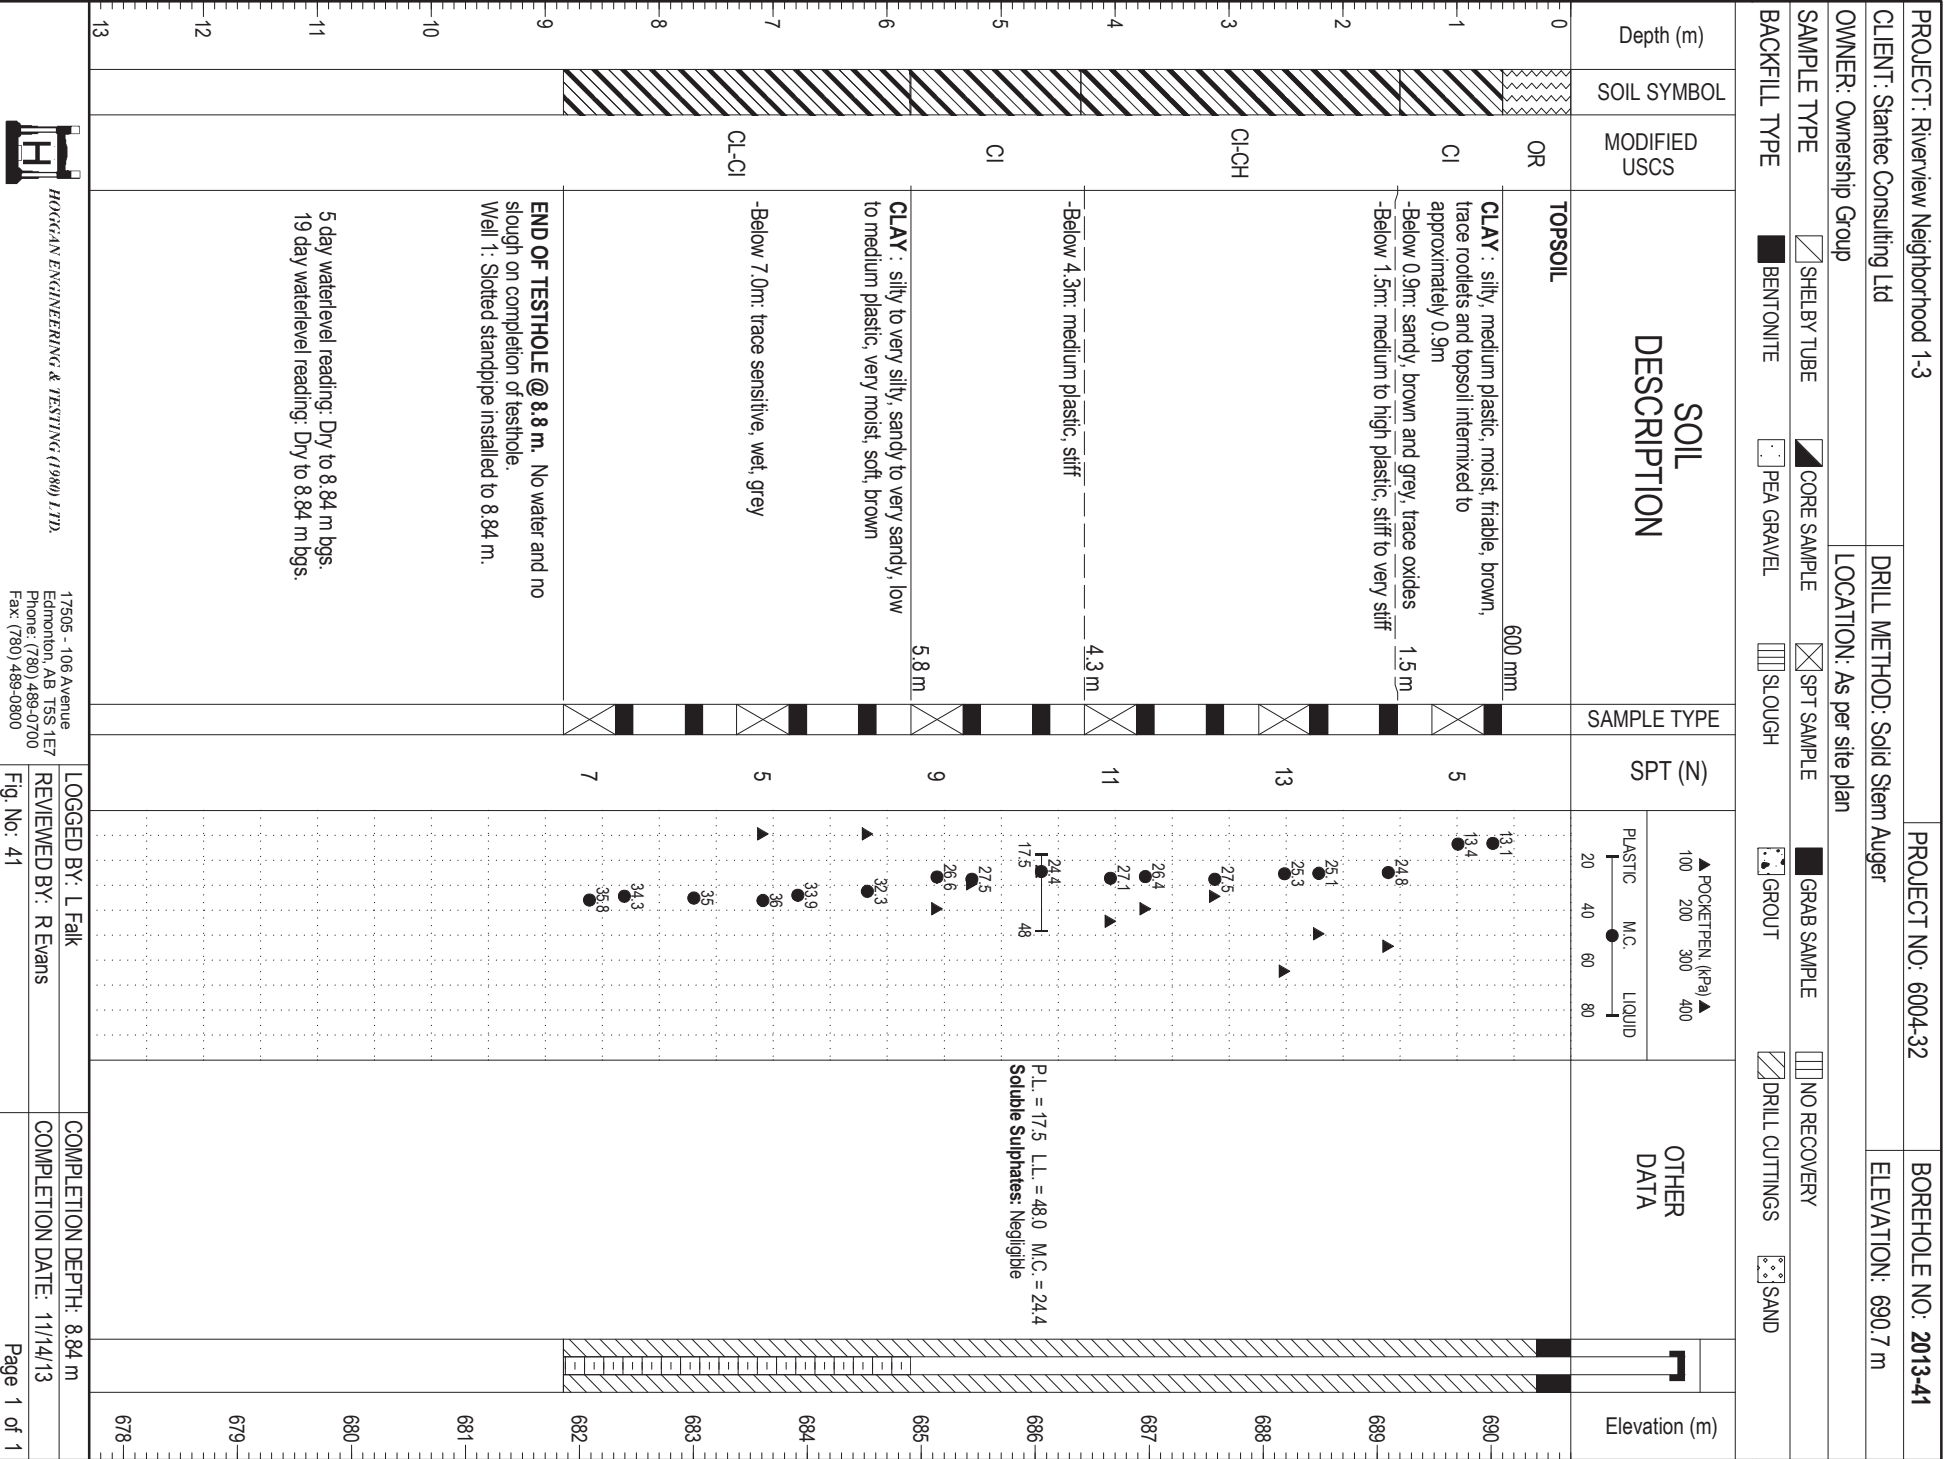 PROJECT: Riverview Neighborhood 1-3
PROJECT NO: 6004-32
BOREHOLE NO: 2013-41
CLIENT: Stantec Consulting Ltd
DRILL METHOD: Solid Stem Auger
ELEVATION: 690.7 m
OWNER: Ownership Group
LOCATION: As per site plan
SAMPLE TYPE
SHELBY TUBE
CORE SAMPLE
SPT SAMPLE
GRAB SAMPLE
NO RECOVERY
BACKFILL TYPE
BENTONITE
PEA GRAVEL
SLOUGH
GROUT
DRILL CUTTINGS
SAND
Depth (m)
SOIL SYMBOL
MODIFIED
USCS
SOIL
DESCRIPTION
SAMPLE TYPE
SPT (N)
▲ POCKET PEN. (kPa) ▲
100 200 300 400
PLASTIC M.C. LIQUID
20 40 60 80
OTHER
DATA
Elevation (m)
0
1
2
3
4
5
6
7
8
9
10
11
12
13
OR
CI
CI-CH
CI
CL-CI
TOPSOIL
600 mm
CLAY : silty, medium plastic, moist, friable, brown,
trace rootlets and topsoil intermixed to
approximately 0.9m
-Below 0.9m: sandy, brown and grey, trace oxides
1.5 m
-Below 1.5m: medium to high plastic, stiff to very stiff
4.3 m
-Below 4.3m: medium plastic, stiff
5.8 m
CLAY : silty to very silty, sandy to very sandy, low
to medium plastic, very moist, soft, brown
-Below 7.0m: trace sensitive, wet, grey
END OF TESTHOLE @ 8.8 m. No water and no
slough on completion of testhole.
Well 1: Slotted standpipe installed to 8.84 m.
5 day waterlevel reading: Dry to 8.84 m bgs.
19 day waterlevel reading: Dry to 8.84 m bgs.
5
13
11
9
5
7
13.1
13.4
24.8
25.1
25.3
27.5
26.4
27.1
24.4
17.5
48
27.5
26.6
32.3
33.9
36
35
34.3
35.8
P.L. = 17.5 L.L. = 48.0 M.C. = 24.4
Soluble Sulphates: Negligible
690
689
688
687
686
685
684
683
682
681
680
679
678
H
HOGGAN ENGINEERING & TESTING (1980) LTD.
17505 - 106 Avenue
Edmonton, AB T5S 1E7
Phone: (780) 489-0700
Fax: (780) 489-0800
LOGGED BY: L Falk
COMPLETION DEPTH: 8.84 m
REVIEWED BY: R Evans
COMPLETION DATE: 11/14/13
Fig. No: 41
Page 1 of 1